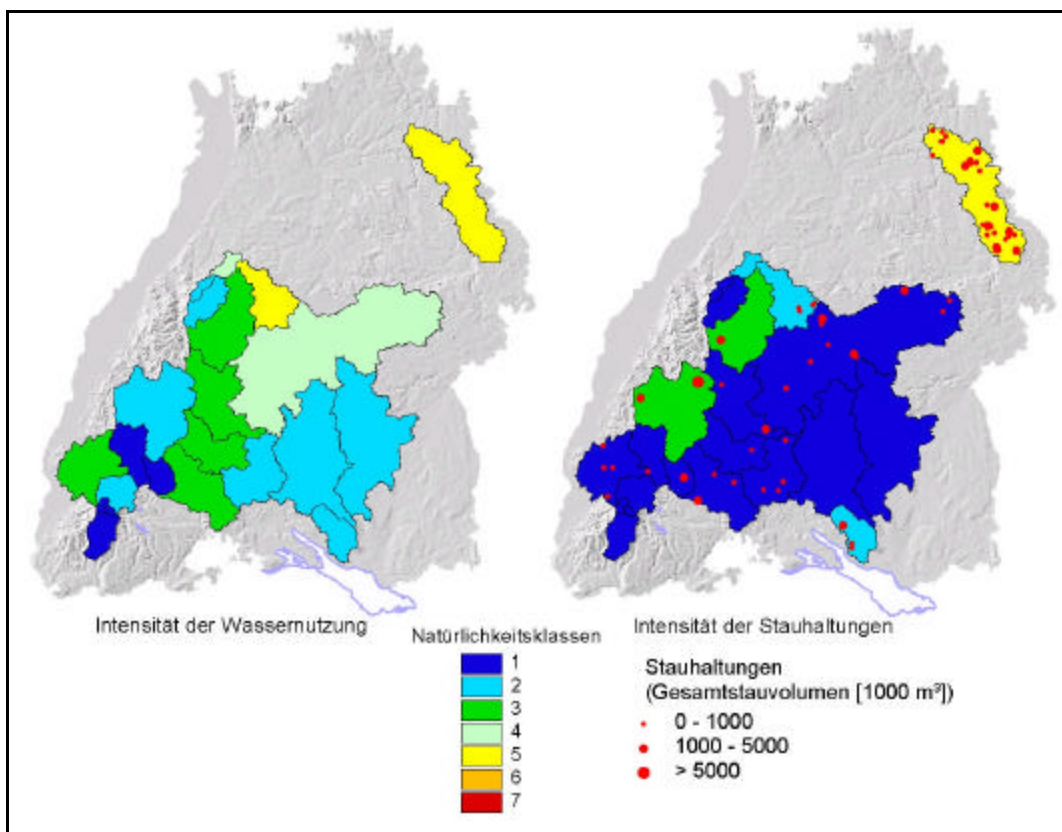 Intensität der Wassernutzung
Natürlichkeitsklassen
1
2
3
4
5
6
7
Intensität der Stauhaltungen
Stauhaltungen
(Gesamtstauvolumen [1000 m³])
0 - 1000
1000 - 5000
> 5000